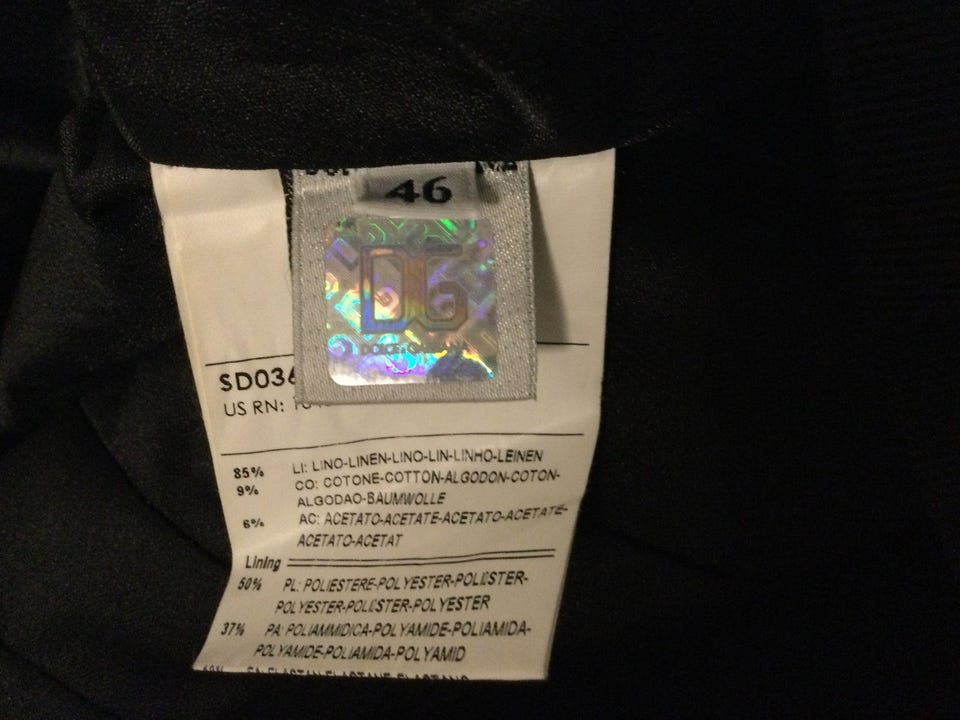 46
DG
DOLCE & GABBANA
SD036
US RN:
85% LI: LINO-LINEN-LINO-LIN-LINHO-LEINEN
9% CO: COTONE-COTTON-ALGODON-COTON-
ALGODAO-BAUMWOLLE
6% AC: ACETATO-ACETATE-ACETATO-ACETATE-
ACETATO-ACETAT
Lining
50% PL: POLIESTERE-POLYESTER-POLIESTER-
POLYESTER-POLIESTER-POLYESTER
37% PA: POLIAMMIDICA-POLYAMIDE-POLIAMIDA-
POLYAMIDE-POLIAMIDA-POLYAMID